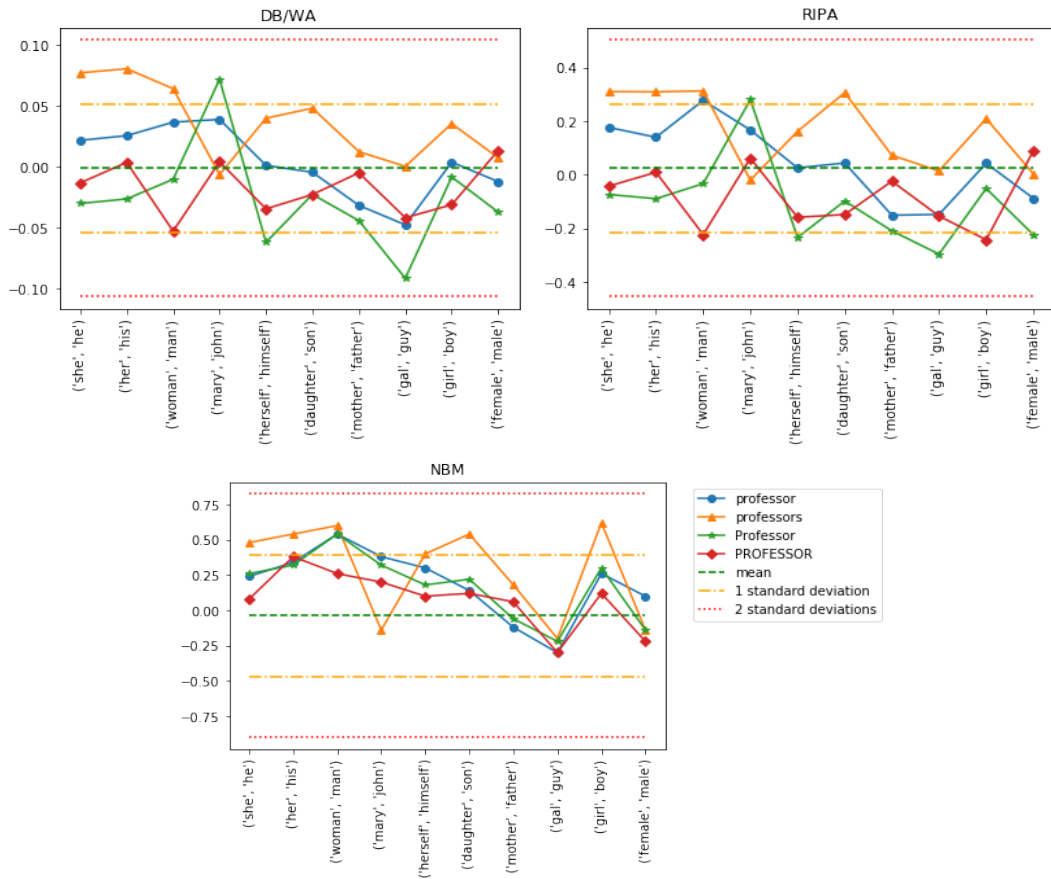 DB/WA
0.10
0.05
0.00
−0.05
−0.10
('she', 'he')
('her', 'his')
('woman', 'man')
('mary', 'john')
('herself', 'himself')
('daughter', 'son')
('mother', 'father')
('gal', 'guy')
('girl', 'boy')
('female', 'male')
RIPA
0.4
0.2
0.0
−0.2
−0.4
('she', 'he')
('her', 'his')
('woman', 'man')
('mary', 'john')
('herself', 'himself')
('daughter', 'son')
('mother', 'father')
('gal', 'guy')
('girl', 'boy')
('female', 'male')
NBM
0.75
0.50
0.25
0.00
−0.25
−0.50
−0.75
('she', 'he')
('her', 'his')
('woman', 'man')
('mary', 'john')
('herself', 'himself')
('daughter', 'son')
('mother', 'father')
('gal', 'guy')
('girl', 'boy')
('female', 'male')
professor
professors
Professor
PROFESSOR
mean
1 standard deviation
2 standard deviations